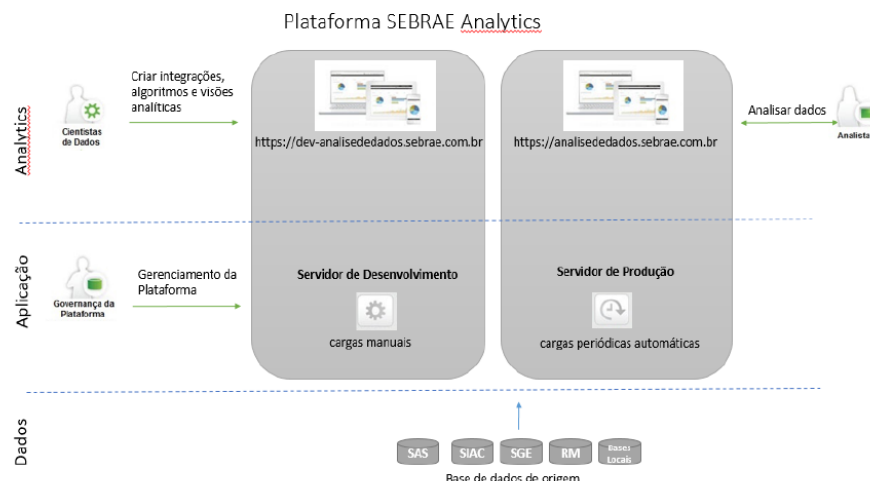 Plataforma SEBRAE Analytics
Analytics
Cientistas
de Dados
Criar integrações,
algoritmos e visões
analíticas
https://dev-analisededados.sebrae.com.br
https://analisededados.sebrae.com.br
Analisar dados
Analista
Aplicação
Governança da
Plataforma
Gerenciamento da
Plataforma
Servidor de Desenvolvimento
cargas manuais
Servidor de Produção
cargas periódicas automáticas
Dados
SAS
SIAC
SGE
RM
Bases
Locais
Base de dados de origem